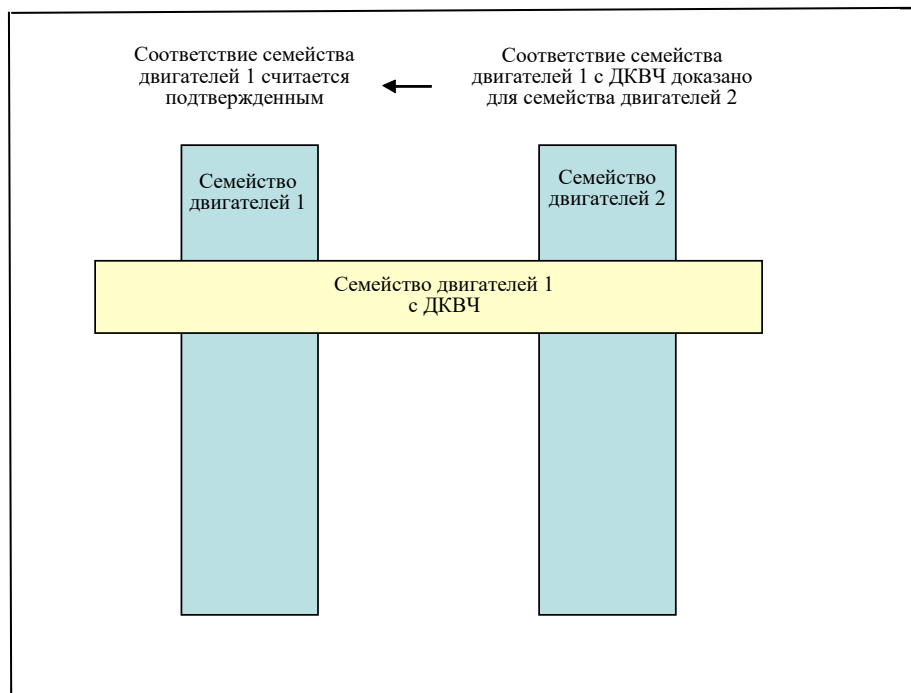 Соответствие семейства
двигателей 1 считается
подтвержденным
Соответствие семейства
двигателей 1 с ДКВЧ доказано
для семейства двигателей 2
Семейство
двигателей 1
Семейство
двигателей 2
Семейство двигателей 1
с ДКВЧ